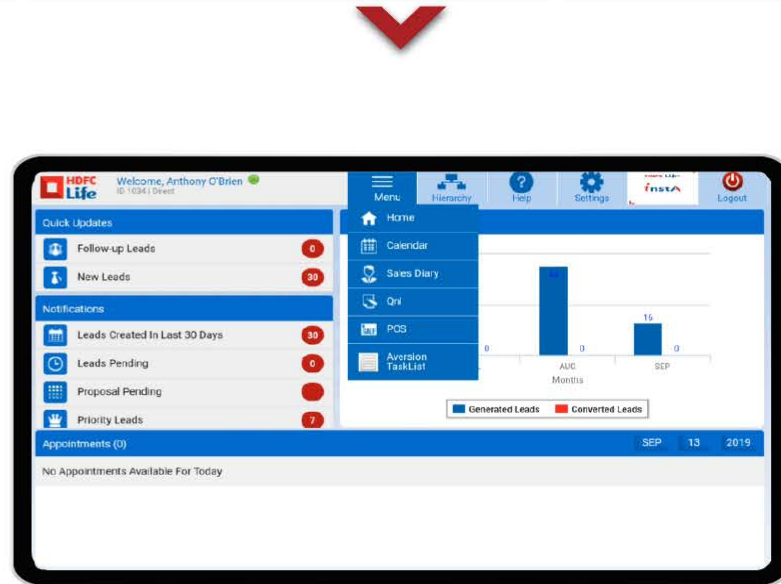 HDFC
Life
Welcome, Anthony O'Brien
ID 1034 | Direct
Menu
Hierarchy
Help
Settings
instA
Logout
Quick Updates
Follow-up Leads 0
New Leads 30
Notifications
Leads Created In Last 30 Days 30
Leads Pending 0
Proposal Pending
Priority Leads 7
Home
Calendar
Sales Diary
POS
Aversion
TaskList
0
0
16
0
AUG
SEP
Months
Generated Leads
Converted Leads
Appointments (0)
SEP 13 2019
No Appointments Available For Today